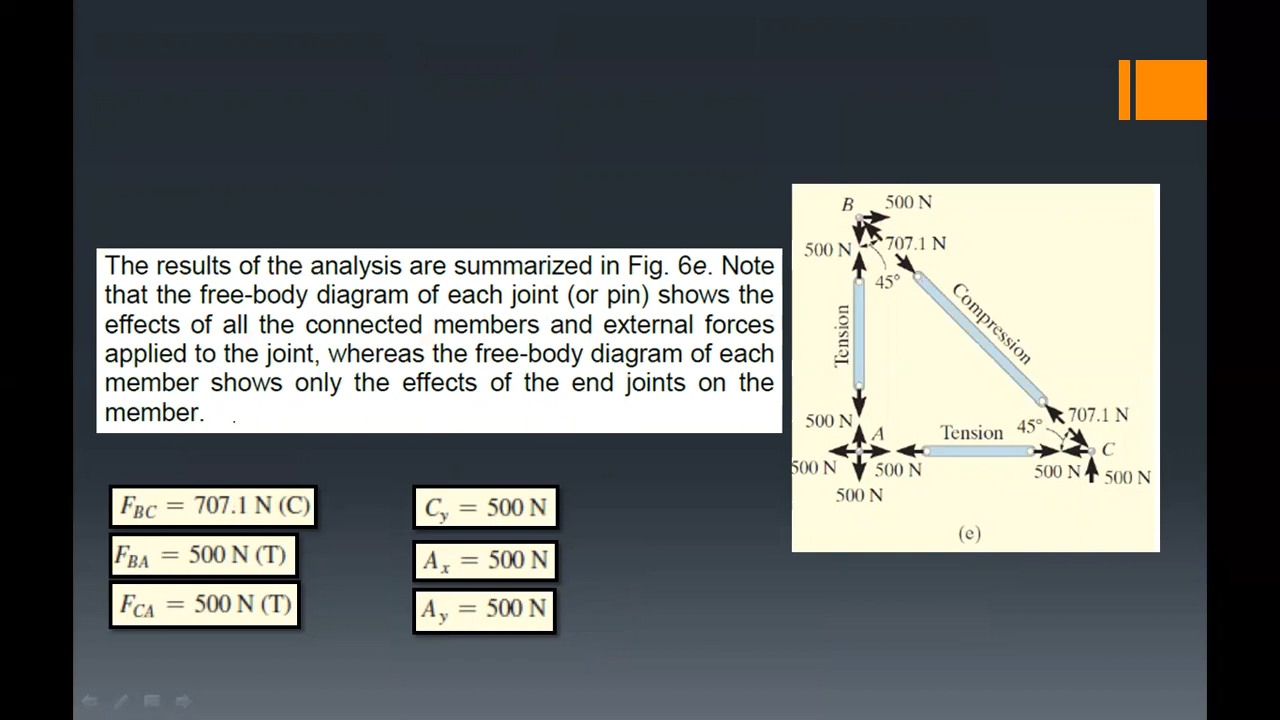 The results of the analysis are summarized in Fig. 6e. Note
that the free-body diagram of each joint (or pin) shows the
effects of all the connected members and external forces
applied to the joint, whereas the free-body diagram of each
member shows only the effects of the end joints on the
member.
F_BC = 707.1 N (C)
F_BA = 500 N (T)
F_CA = 500 N (T)
C_y = 500 N
A_x = 500 N
A_y = 500 N
B
500 N
500 N
707.1 N
45°
Tension
Compression
500 N
A
Tension
45°
707.1 N
C
500 N
500 N
500 N
500 N
500 N
(e)